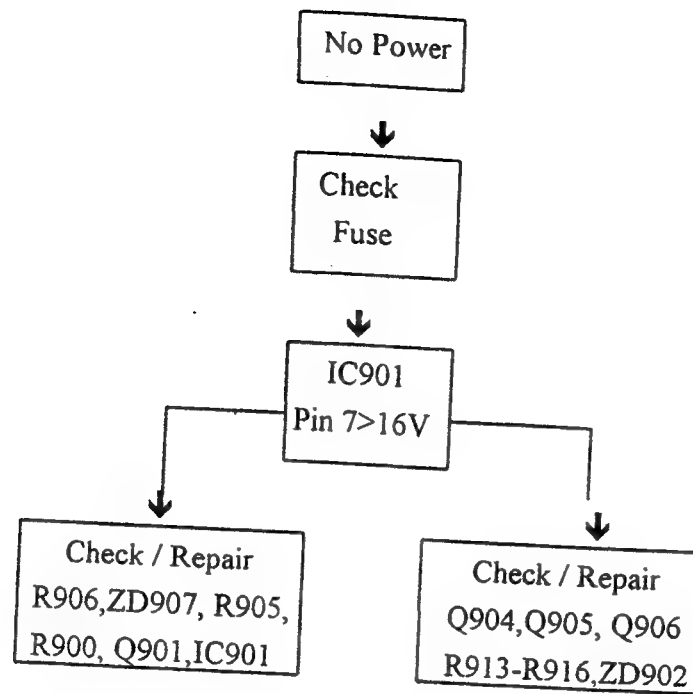 No Power
Check
Fuse
IC901
Pin 7>16V
Check / Repair
R906,ZD907, R905,
R900, Q901,IC901
Check / Repair
Q904,Q905, Q906
R913-R916,ZD902